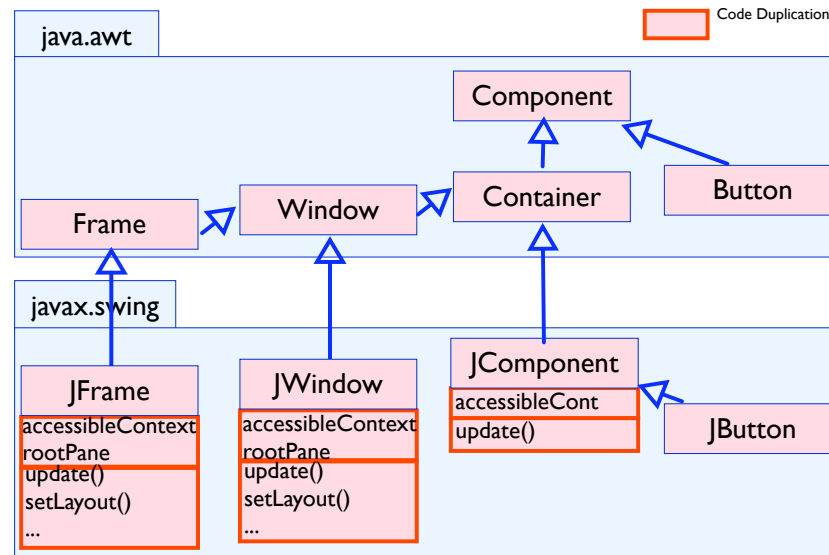 Code Duplication
java.awt
Component
Button
Container
Window
Frame
javax.swing
JFrame
accessibleContext
rootPane
update()
setLayout()
...
JWindow
accessibleContext
rootPane
update()
setLayout()
...
JComponent
accessibleCont
update()
JButton